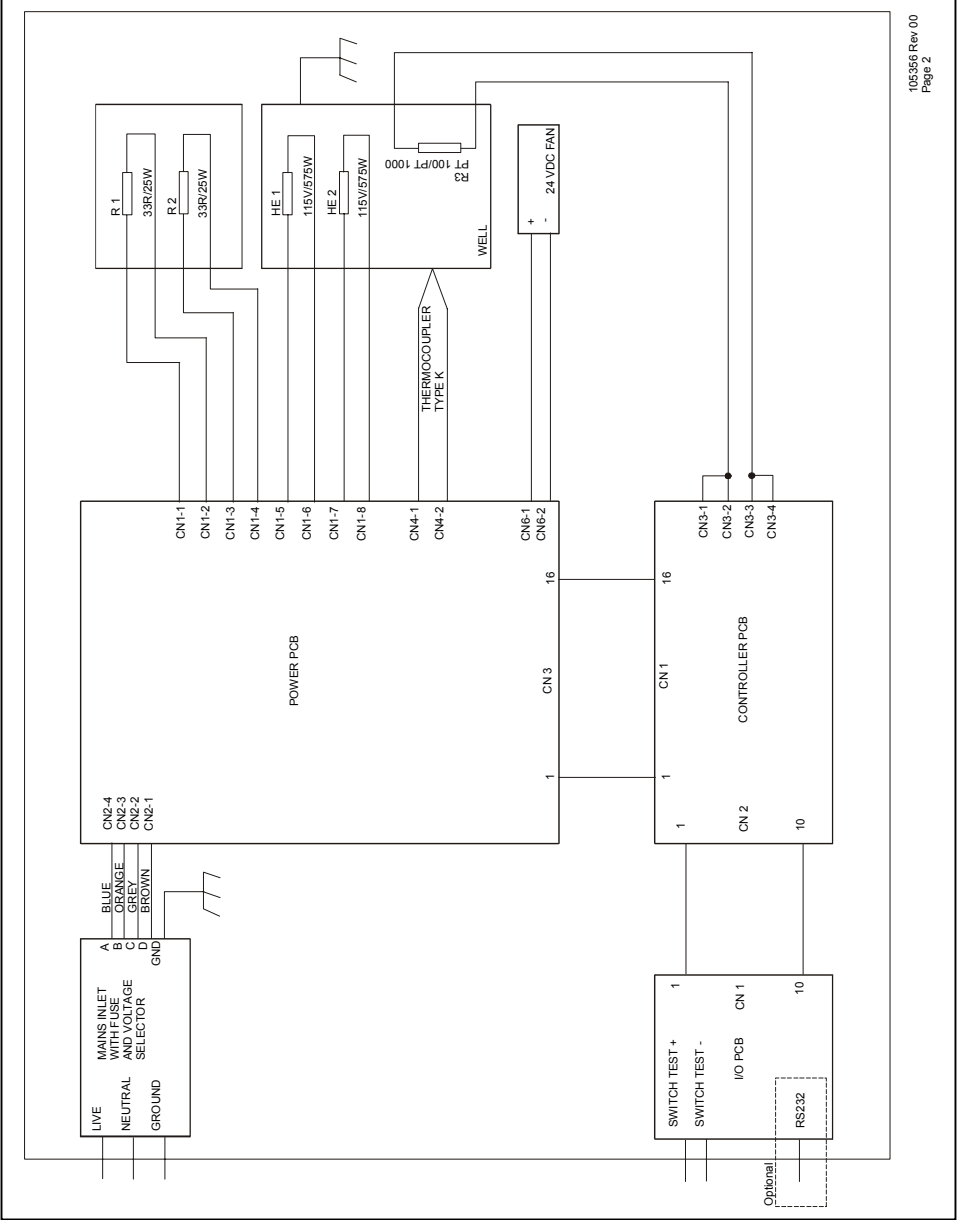 105356 Rev 00
Page 2
MAINS INLET
WITH FUSE
AND VOLTAGE
SELECTOR
LIVE
NEUTRAL
GROUND
A
B
C
D
GND
BLUE
ORANGE
GREY
BROWN
CN2-4
CN2-3
CN2-2
CN2-1
POWER PCB
CN1-1
CN1-2
CN1-3
CN1-4
CN1-5
CN1-6
CN1-7
CN1-8
CN4-1
CN4-2
CN6-1
CN6-2
1
CN 3
16
R 1
33R/25W
R 2
33R/25W
HE 1
115V/575W
HE 2
115V/575W
R3
PT 100/PT 1000
WELL
THERMOCOUPLER
TYPE K
+
-
24 VDC FAN
1
CN 1
16
CONTROLLER PCB
CN3-1
CN3-2
CN3-3
CN3-4
1
CN 2
10
SWITCH TEST +
SWITCH TEST -
I/O PCB
1
CN 1
10
RS232
Optional